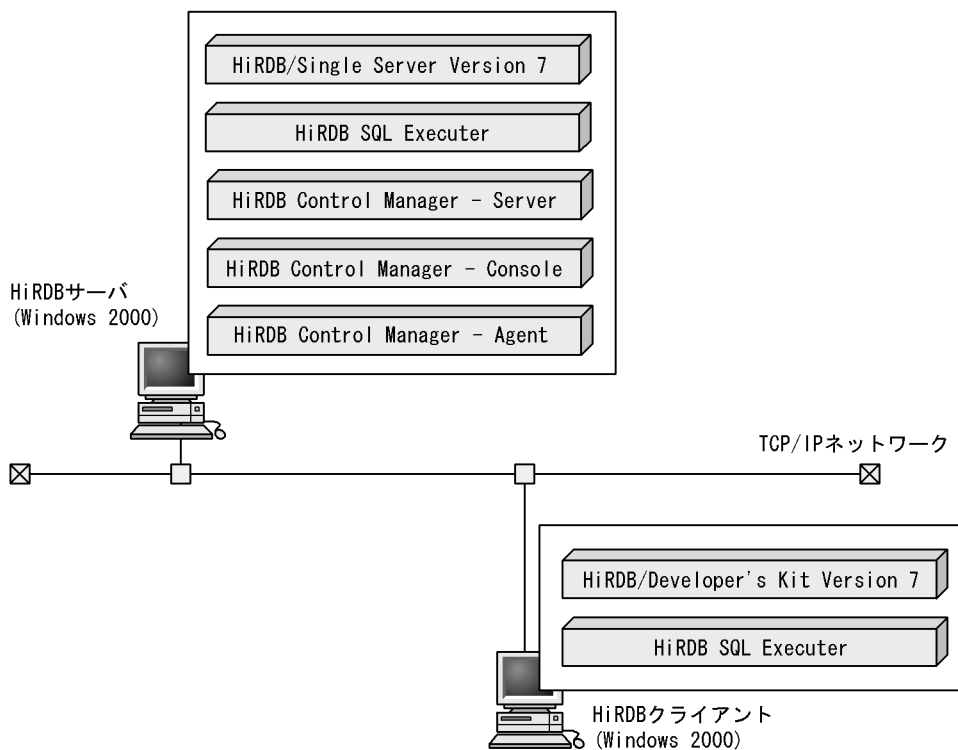 HiRDB/Single Server Version 7
HiRDB SQL Executer
HiRDB Control Manager - Server
HiRDB Control Manager - Console
HiRDB Control Manager - Agent
HiRDBサーバ
(Windows 2000)
TCP/IPネットワーク
HiRDB/Developer's Kit Version 7
HiRDB SQL Executer
HiRDBクライアント
(Windows 2000)